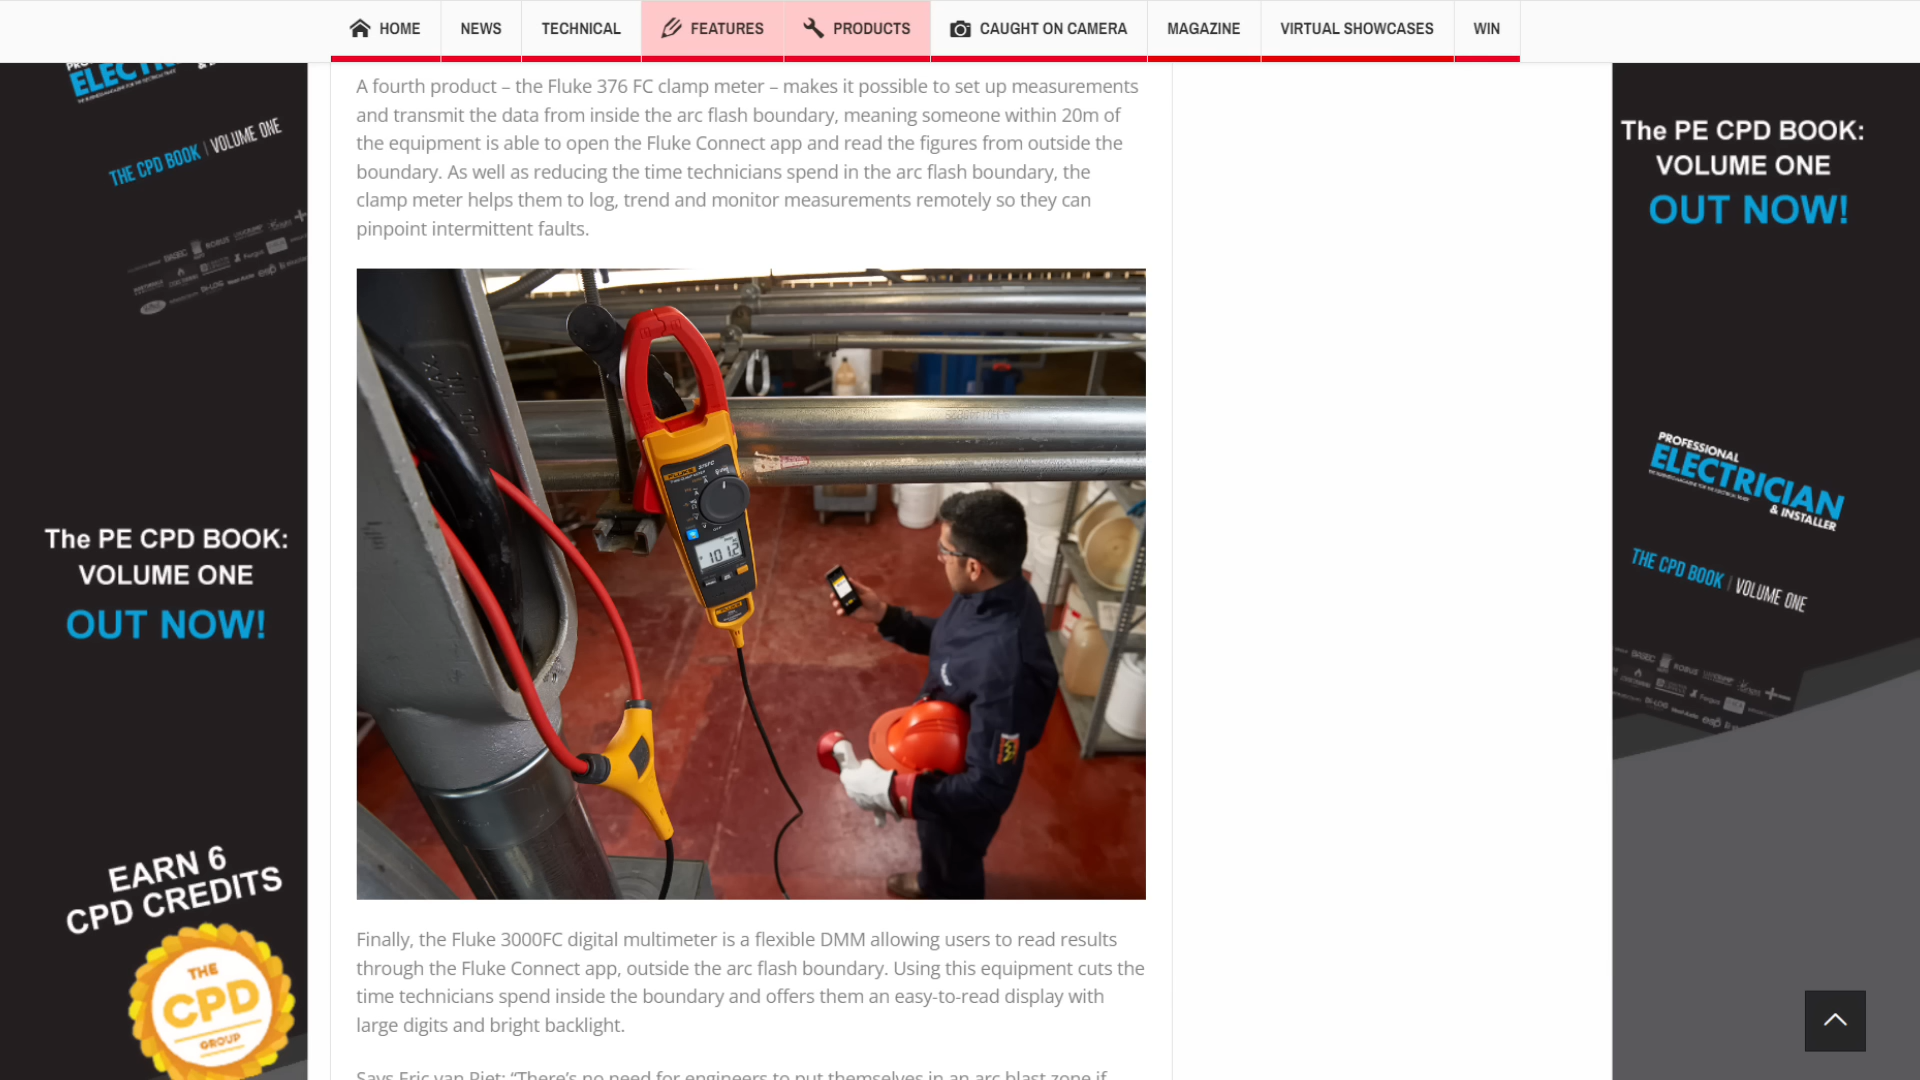 HOME
NEWS
TECHNICAL
FEATURES
PRODUCTS
CAUGHT ON CAMERA
MAGAZINE
VIRTUAL SHOWCASES
WIN
ELECTRI
THE CPD BOOK | VOLUME ONE
The PE CPD BOOK:
VOLUME ONE
OUT NOW!
EARN 6
CPD CREDITS
THE
CPD
GROUP
A fourth product – the Fluke 376 FC clamp meter – makes it possible to set up measurements
and transmit the data from inside the arc flash boundary, meaning someone within 20m of
the equipment is able to open the Fluke Connect app and read the figures from outside the
boundary. As well as reducing the time technicians spend in the arc flash boundary, the
clamp meter helps them to log, trend and monitor measurements remotely so they can
pinpoint intermittent faults.
FLUKE
101.2
Finally, the Fluke 3000FC digital multimeter is a flexible DMM allowing users to read results
through the Fluke Connect app, outside the arc flash boundary. Using this equipment cuts the
time technicians spend inside the boundary and offers them an easy-to-read display with
large digits and bright backlight.
Says Eric van Riet: “There’s no need for engineers to put themselves in an arc blast zone if
The PE CPD BOOK:
VOLUME ONE
OUT NOW!
PROFESSIONAL
ELECTRICIAN
& INSTALLER
THE CPD BOOK | VOLUME ONE